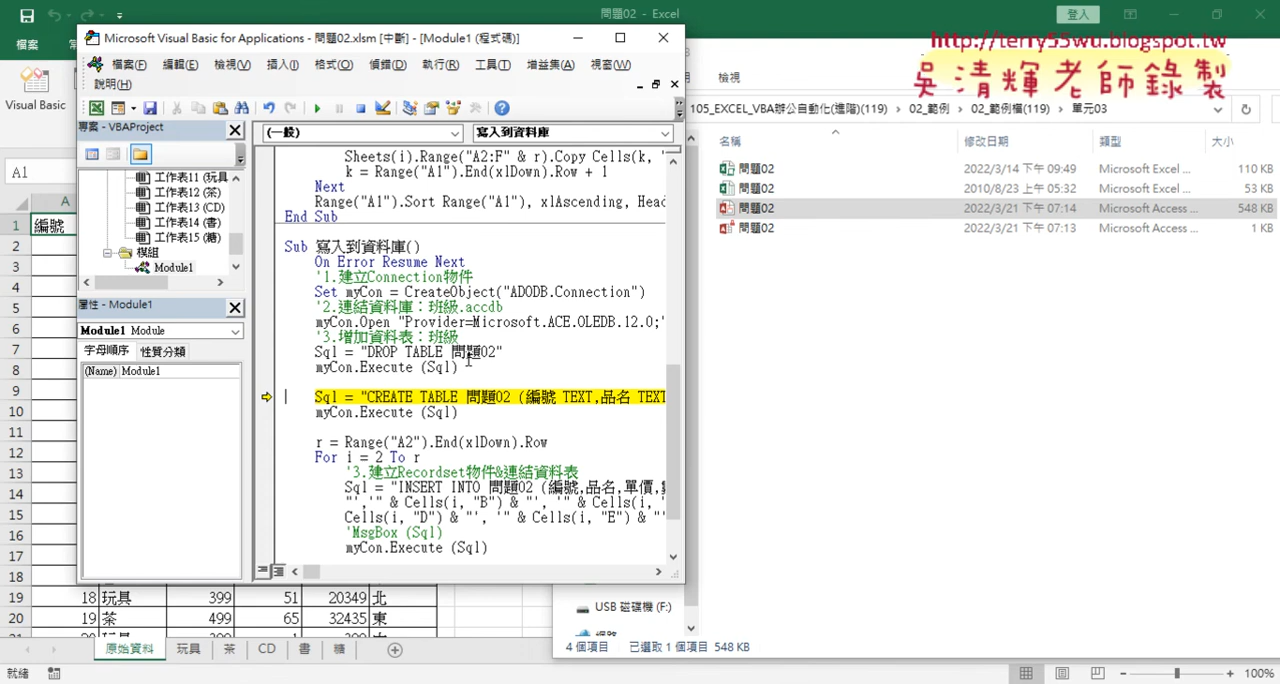 問題02 - Excel
登入
檔案
Visual Basic
Microsoft Visual Basic for Applications - 問題02.xlsm [中斷] - [Module1 (程式碼)]
http://terry55wu.blogspot.tw
吳清輝老師錄製
檔案(F) 編輯(E) 檢視(V) 插入(I) 格式(O) 偵錯(D) 執行(R) 工具(T) 增益集(A) 視窗(W)
說明(H)
檢視
105_EXCEL_VBA辦公自動化(進階)(119) › 02_範例 › 02_範例檔(119) › 單元03
專案 - VBAProject
(一般)
寫入到資料庫
工作表11 (玩具
工作表12 (茶)
工作表13 (CD)
工作表14 (書)
工作表15 (糖)
模組
Module1
屬性 - Module1
Module1 Module
字母順序 性質分類
(Name) Module1
Sheets(i).Range("A2:F" & r).Copy Cells(k, "
k = Range("A1").End(xlDown).Row + 1
Next
Range("A1").Sort Range("A1"), xlAscending, Head
End Sub
Sub 寫入到資料庫()
On Error Resume Next
'1.建立Connection物件
Set myCon = CreateObject("ADODB.Connection")
'2.連結資料庫：班級.accdb
myCon.Open "Provider=Microsoft.ACE.OLEDB.12.0;"
'3.增加資料表：班級
Sql = "DROP TABLE 問題02"
myCon.Execute (Sql)
Sql = "CREATE TABLE 問題02 (編號 TEXT,品名 TEXT
myCon.Execute (Sql)
r = Range("A2").End(xlDown).Row
For i = 2 To r
'3.建立Recordset物件&連結資料表
Sql = "INSERT INTO 問題02 (編號,品名,單價,
"','" & Cells(i, "B") & "', '" & Cells(i,
Cells(i, "D") & "', '" & Cells(i, "E") & "'
'MsgBox (Sql)
myCon.Execute (Sql)
名稱 修改日期 類型 大小
問題02 2022/3/14 下午 09:49 Microsoft Excel ... 110 KB
問題02 2010/8/23 上午 05:32 Microsoft Excel ... 53 KB
問題02 2022/3/21 下午 07:14 Microsoft Access ... 548 KB
問題02 2022/3/21 下午 07:13 Microsoft Access ... 1 KB
USB 磁碟機 (F:)
4 個項目 已選取 1 個項目 548 KB
A1
A
1 編號
2
3
4
5
6
7
8
9
10
11
12
13
14
15
16
17
18
19 18 玩具 399 51 20349 北
20 19 茶 499 65 32435 東
原始資料 玩具 茶 CD 書 糖
就緒
100%